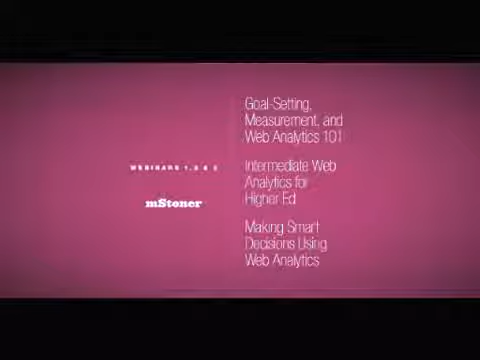 WEBINARS 1, 2 & 3
mStoner
Goal-Setting,
Measurement, and
Web Analytics 101
Intermediate Web
Analytics for
Higher Ed
Making Smart
Decisions Using
Web Analytics